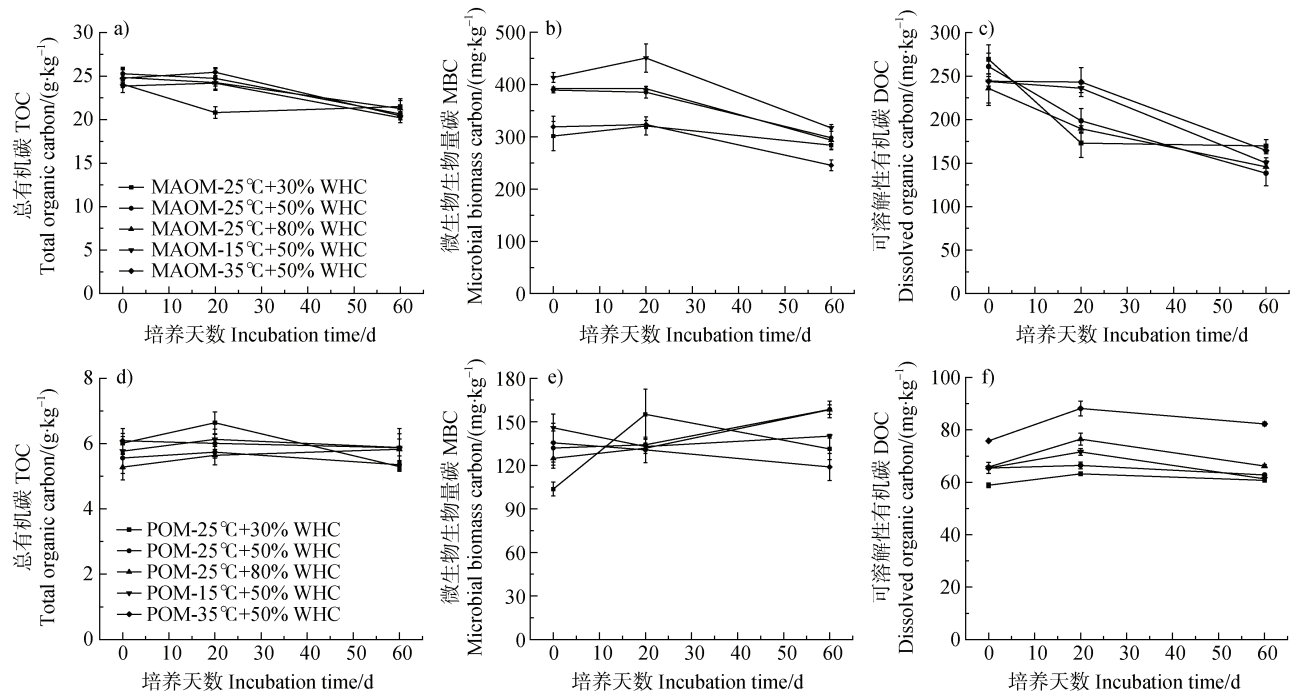 a)
总有机碳 TOC
Total organic carbon/(g·kg⁻¹)
30
25
20
15
10
5
0
MAOM-25℃+30% WHC
MAOM-25℃+50% WHC
MAOM-25℃+80% WHC
MAOM-15℃+50% WHC
MAOM-35℃+50% WHC
0 10 20 30 40 50 60
培养天数 Incubation time/d
b)
微生物生物量碳 MBC
Microbial biomass carbon/(mg·kg⁻¹)
500
400
300
100
0 10 20 30 40 50 60
培养天数 Incubation time/d
c)
可溶解性有机碳 DOC
Dissolved organic carbon/(mg·kg⁻¹)
300
250
200
150
0
0 10 20 30 40 50 60
培养天数 Incubation time/d
d)
总有机碳 TOC
Total organic carbon/(g·kg⁻¹)
8
6
4
2
0
POM-25℃+30% WHC
POM-25℃+50% WHC
POM-25℃+80% WHC
POM-15℃+50% WHC
POM-35℃+50% WHC
0 10 20 30 40 50 60
培养天数 Incubation time/d
e)
微生物生物量碳 MBC
Microbial biomass carbon/(mg·kg⁻¹)
180
150
120
90
60
30
0
0 10 20 30 40 50 60
培养天数 Incubation time/d
f)
可溶解性有机碳 DOC
Dissolved organic carbon/(mg·kg⁻¹)
100
80
60
40
20
0
0 10 20 30 40 50 60
培养天数 Incubation time/d